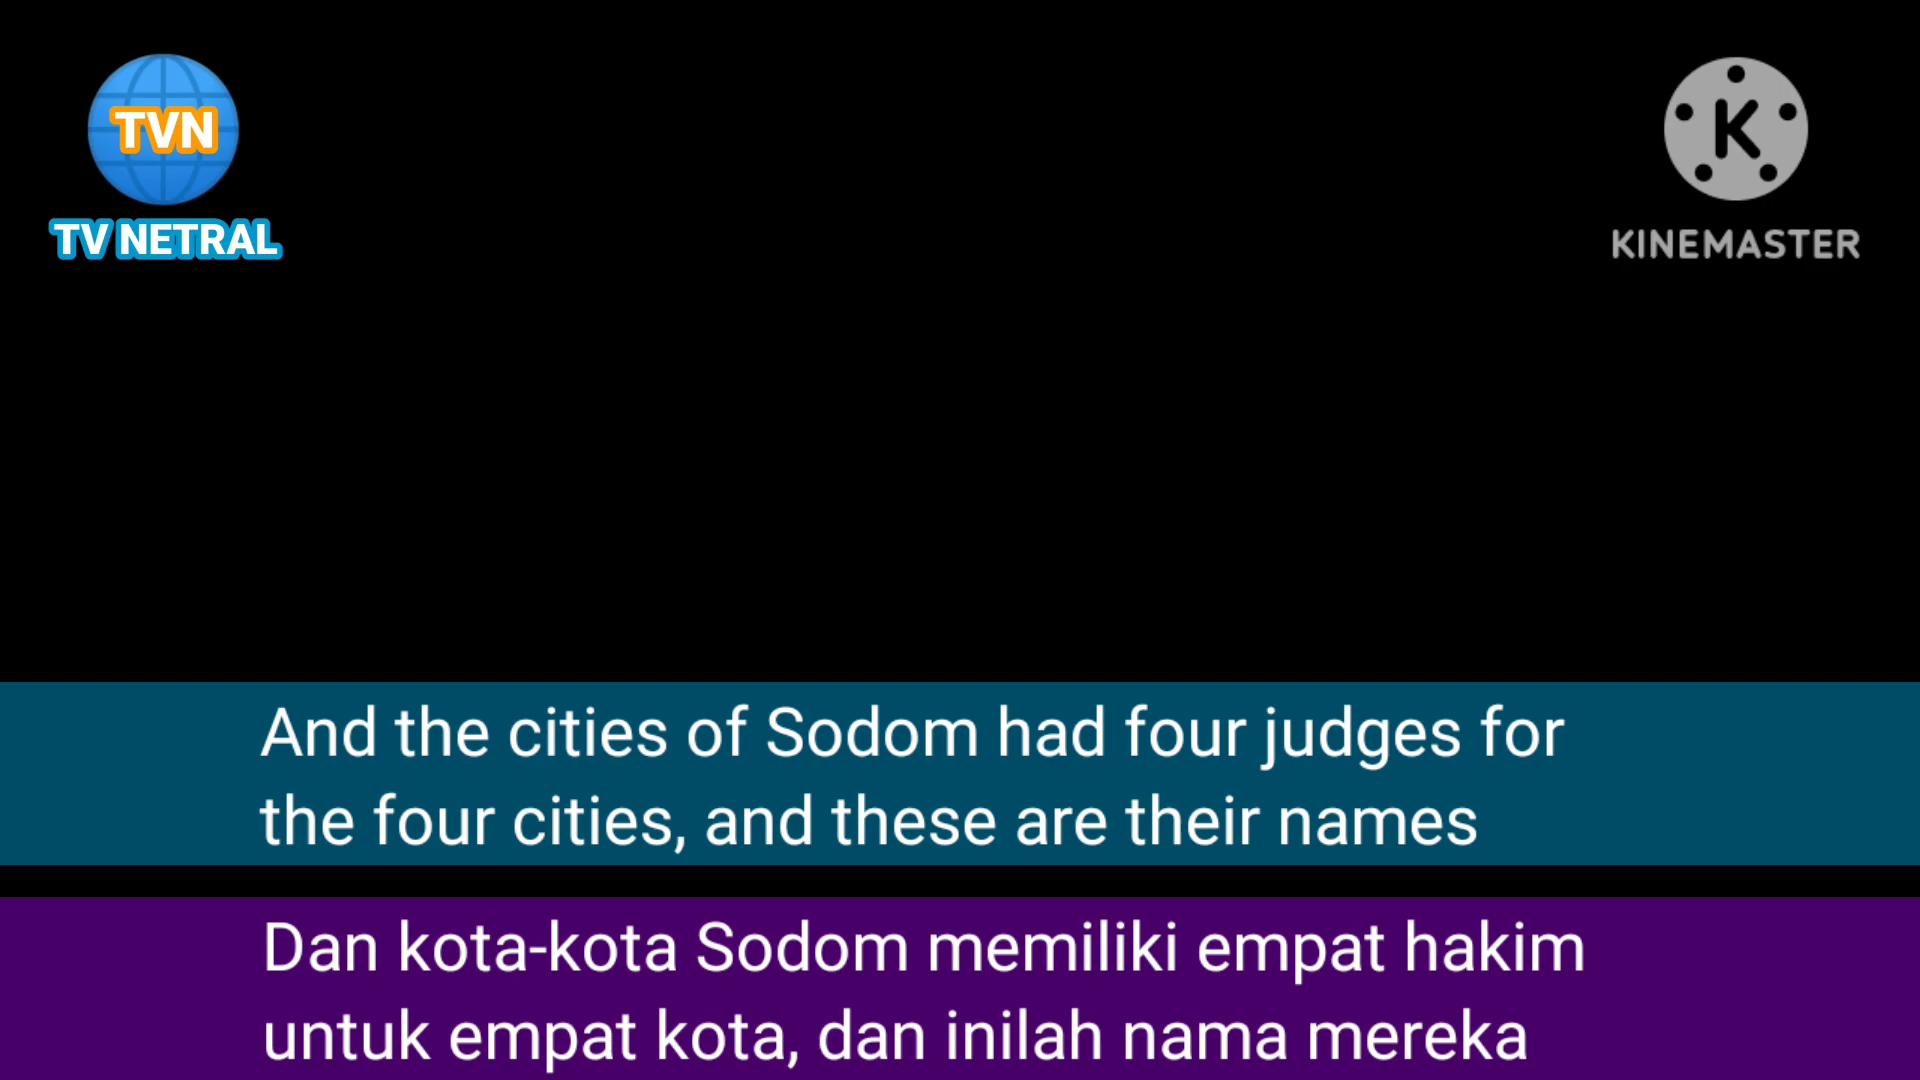 TVN
TV NETRAL
K
KINEMASTER
And the cities of Sodom had four judges for
the four cities, and these are their names
Dan kota-kota Sodom memiliki empat hakim
untuk empat kota, dan inilah nama mereka